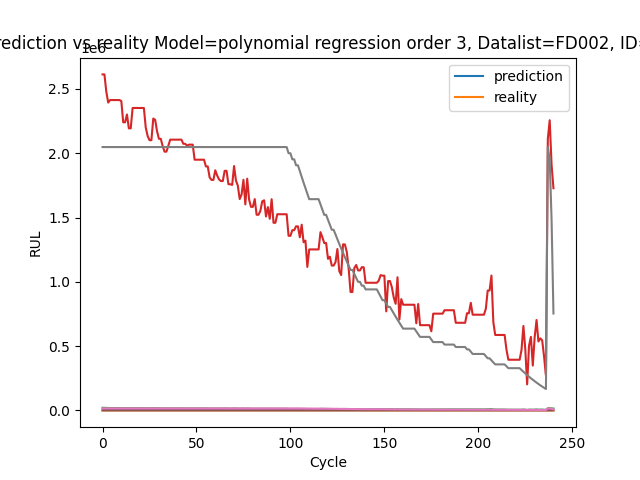 rediction vs reality Model=polynomial regression order 3, Datalist=FD002, ID=
1e6
prediction
reality
2.5
2.0
1.5
1.0
0.5
0.0
RUL
0 50 100 150 200 250
Cycle